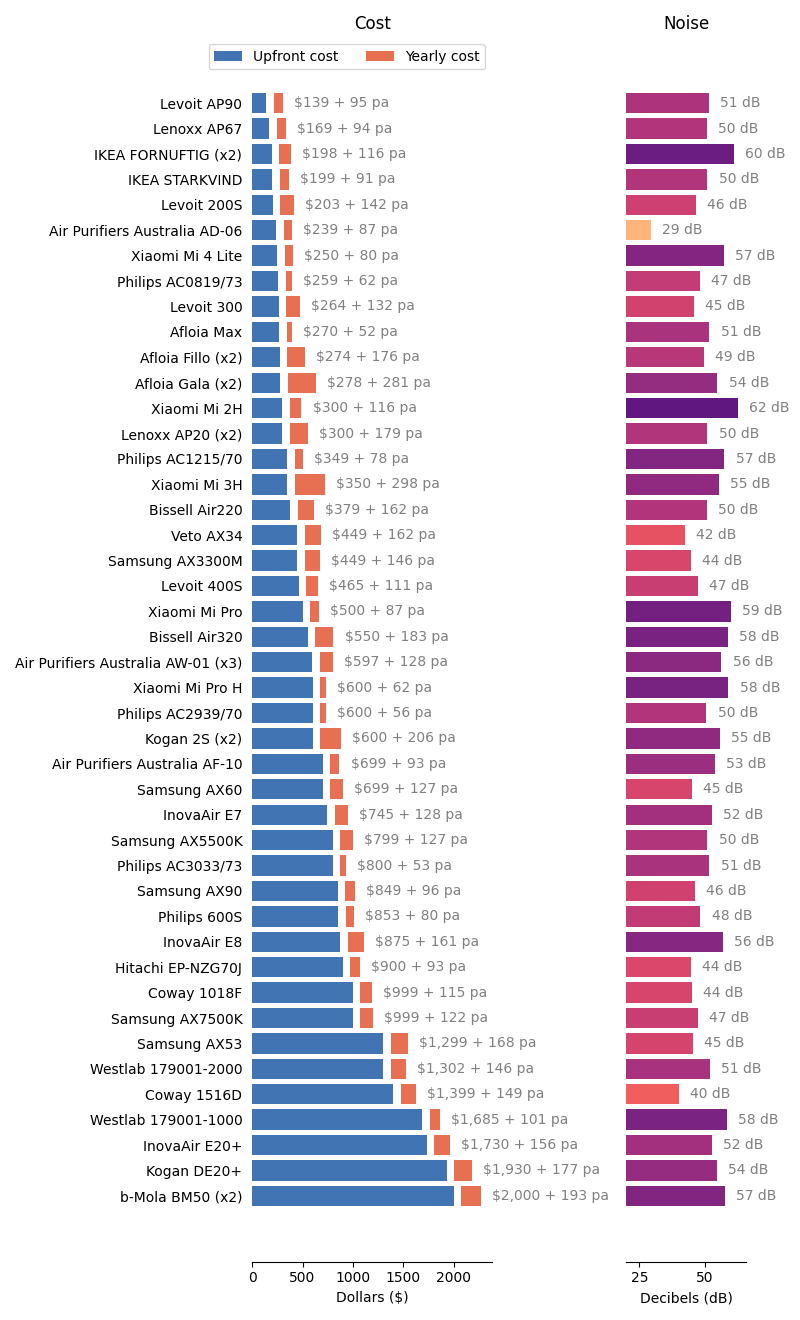 Cost Noise
Upfront cost Yearly cost
Levoit AP90 $139 + 95 pa 51 dB
Lenoxx AP67 $169 + 94 pa 50 dB
IKEA FORNUFTIG (x2) $198 + 116 pa 60 dB
IKEA STARKVIND $199 + 91 pa 50 dB
Levoit 200S $203 + 142 pa 46 dB
Air Purifiers Australia AD-06 $239 + 87 pa 29 dB
Xiaomi Mi 4 Lite $250 + 80 pa 57 dB
Philips AC0819/73 $259 + 62 pa 47 dB
Levoit 300 $264 + 132 pa 45 dB
Afloia Max $270 + 52 pa 51 dB
Afloia Fillo (x2) $274 + 176 pa 49 dB
Afloia Gala (x2) $278 + 281 pa 54 dB
Xiaomi Mi 2H $300 + 116 pa 62 dB
Lenoxx AP20 (x2) $300 + 179 pa 50 dB
Philips AC1215/70 $349 + 78 pa 57 dB
Xiaomi Mi 3H $350 + 298 pa 55 dB
Bissell Air220 $379 + 162 pa 50 dB
Veto AX34 $449 + 162 pa 42 dB
Samsung AX3300M $449 + 146 pa 44 dB
Levoit 400S $465 + 111 pa 47 dB
Xiaomi Mi Pro $500 + 87 pa 59 dB
Bissell Air320 $550 + 183 pa 58 dB
Air Purifiers Australia AW-01 (x3) $597 + 128 pa 56 dB
Xiaomi Mi Pro H $600 + 62 pa 58 dB
Philips AC2939/70 $600 + 56 pa 50 dB
Kogan 2S (x2) $600 + 206 pa 55 dB
Air Purifiers Australia AF-10 $699 + 93 pa 53 dB
Samsung AX60 $699 + 127 pa 45 dB
InovaAir E7 $745 + 128 pa 52 dB
Samsung AX5500K $799 + 127 pa 50 dB
Philips AC3033/73 $800 + 53 pa 51 dB
Samsung AX90 $849 + 96 pa 46 dB
Philips 600S $853 + 80 pa 48 dB
InovaAir E8 $875 + 161 pa 56 dB
Hitachi EP-NZG70J $900 + 93 pa 44 dB
Coway 1018F $999 + 115 pa 44 dB
Samsung AX7500K $999 + 122 pa 47 dB
Samsung AX53 $1,299 + 168 pa 45 dB
Westlab 179001-2000 $1,302 + 146 pa 51 dB
Coway 1516D $1,399 + 149 pa 40 dB
Westlab 179001-1000 $1,685 + 101 pa 58 dB
InovaAir E20+ $1,730 + 156 pa 52 dB
Kogan DE20+ $1,930 + 177 pa 54 dB
b-Mola BM50 (x2) $2,000 + 193 pa 57 dB
0 500 1000 1500 2000 25 50
Dollars ($) Decibels (dB)